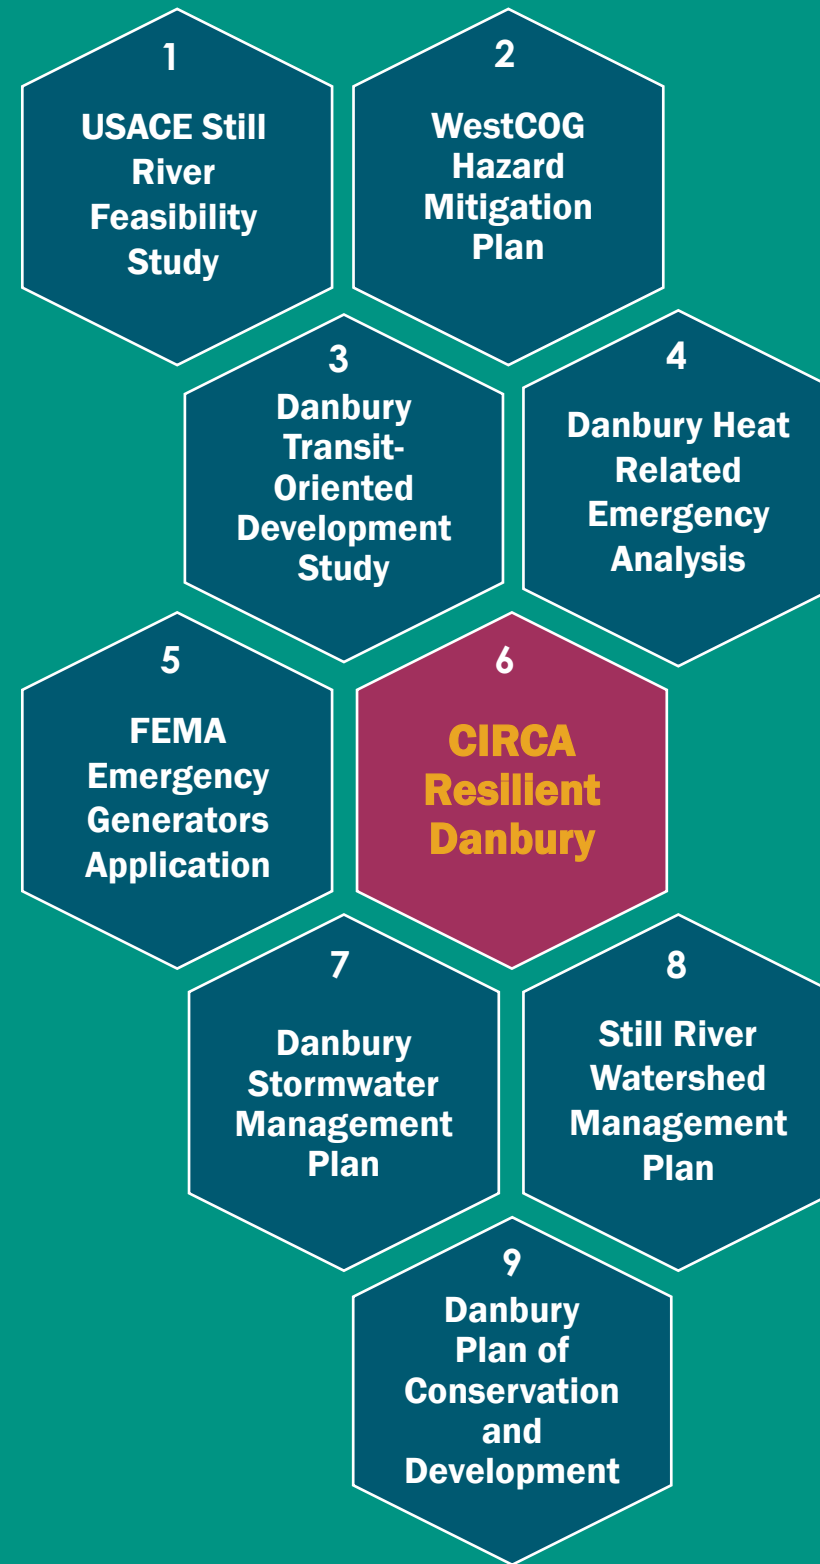 1
USACE Still
River
Feasibility
Study
2
WestCOG
Hazard
Mitigation
Plan
3
Danbury
Transit-
Oriented
Development
Study
4
Danbury Heat
Related
Emergency
Analysis
5
FEMA
Emergency
Generators
Application
6
CIRCA
Resilient
Danbury
7
Danbury
Stormwater
Management
Plan
8
Still River
Watershed
Management
Plan
9
Danbury
Plan of
Conservation
and
Development